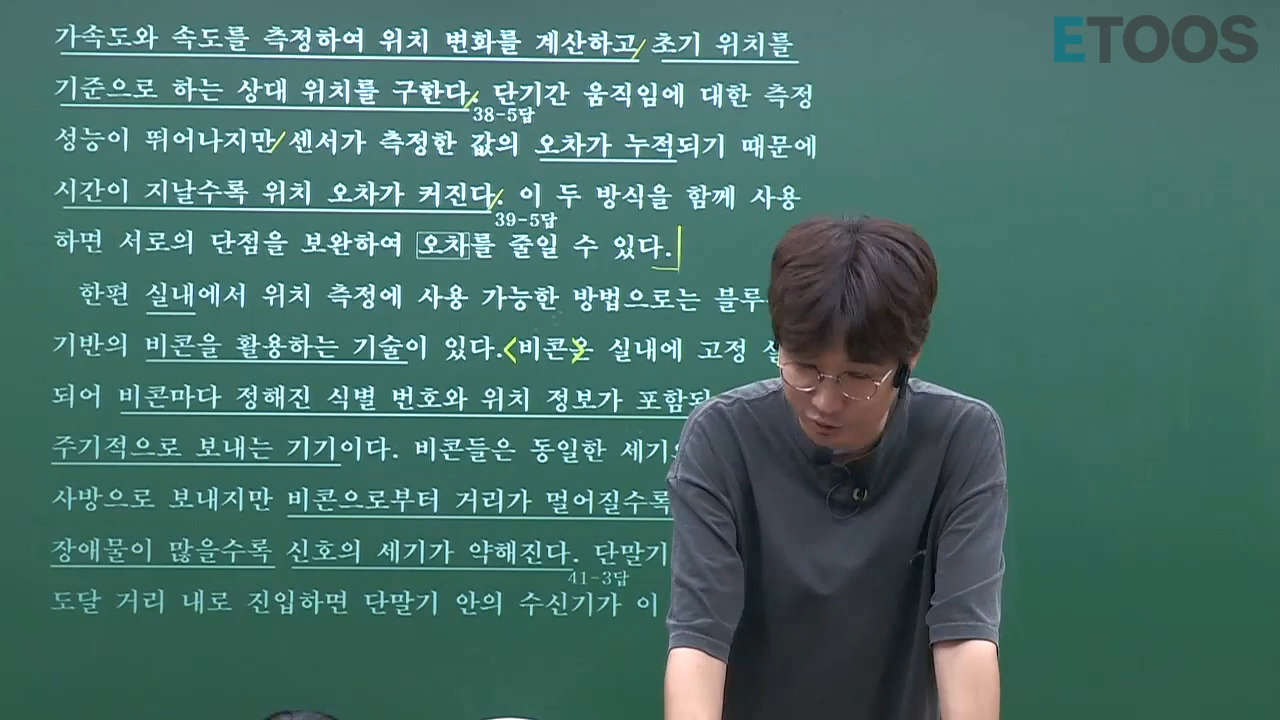 ETOOS
가속도와 속도를 측정하여 위치 변화를 계산하고 초기 위치를
기준으로 하는 상대 위치를 구한다. 단기간 움직임에 대한 측정
38-5답
성능이 뛰어나지만 센서가 측정한 값의 오차가 누적되기 때문에
시간이 지날수록 위치 오차가 커진다. 이 두 방식을 함께 사용
39-5답
하면 서로의 단점을 보완하여 오차를 줄일 수 있다.
한편 실내에서 위치 측정에 사용 가능한 방법으로는 블루
기반의 비콘을 활용하는 기술이 있다. 비콘은 실내에 고정
되어 비콘마다 정해진 식별 번호와 위치 정보가 포함된
주기적으로 보내는 기기이다. 비콘들은 동일한 세기
사방으로 보내지만 비콘으로부터 거리가 멀어질수록
장애물이 많을수록 신호의 세기가 약해진다. 단말기
41-3답
도달 거리 내로 진입하면 단말기 안의 수신기가 이